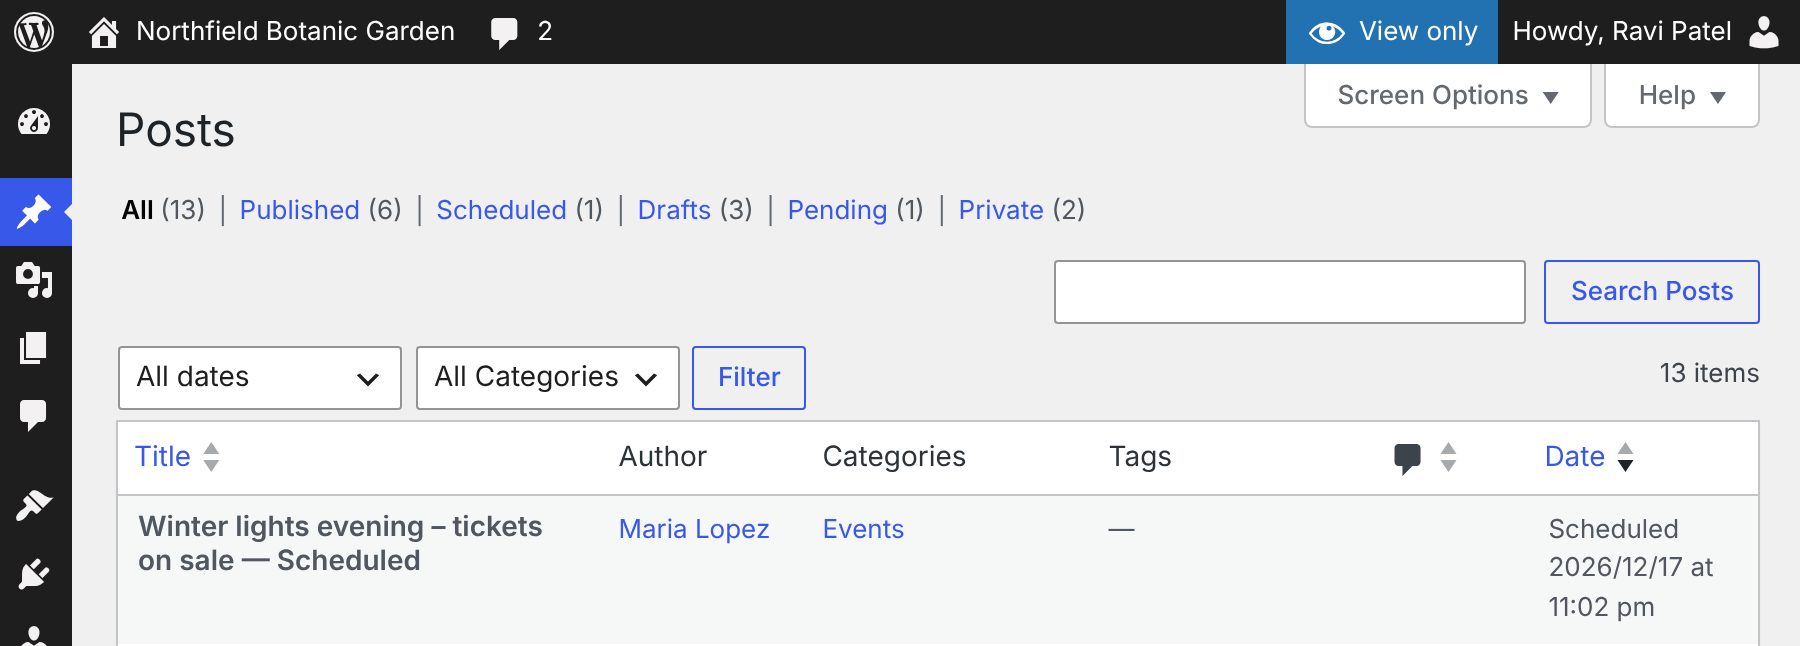 Northfield Botanic Garden 2 View only Howdy, Ravi Patel
Screen Options Help
Posts
All (13) | Published (6) | Scheduled (1) | Drafts (3) | Pending (1) | Private (2)
Search Posts
All dates All Categories Filter 13 items
Title Author Categories Tags Date
Winter lights evening – tickets Maria Lopez Events — Scheduled
on sale — Scheduled 2026/12/17 at
11:02 pm